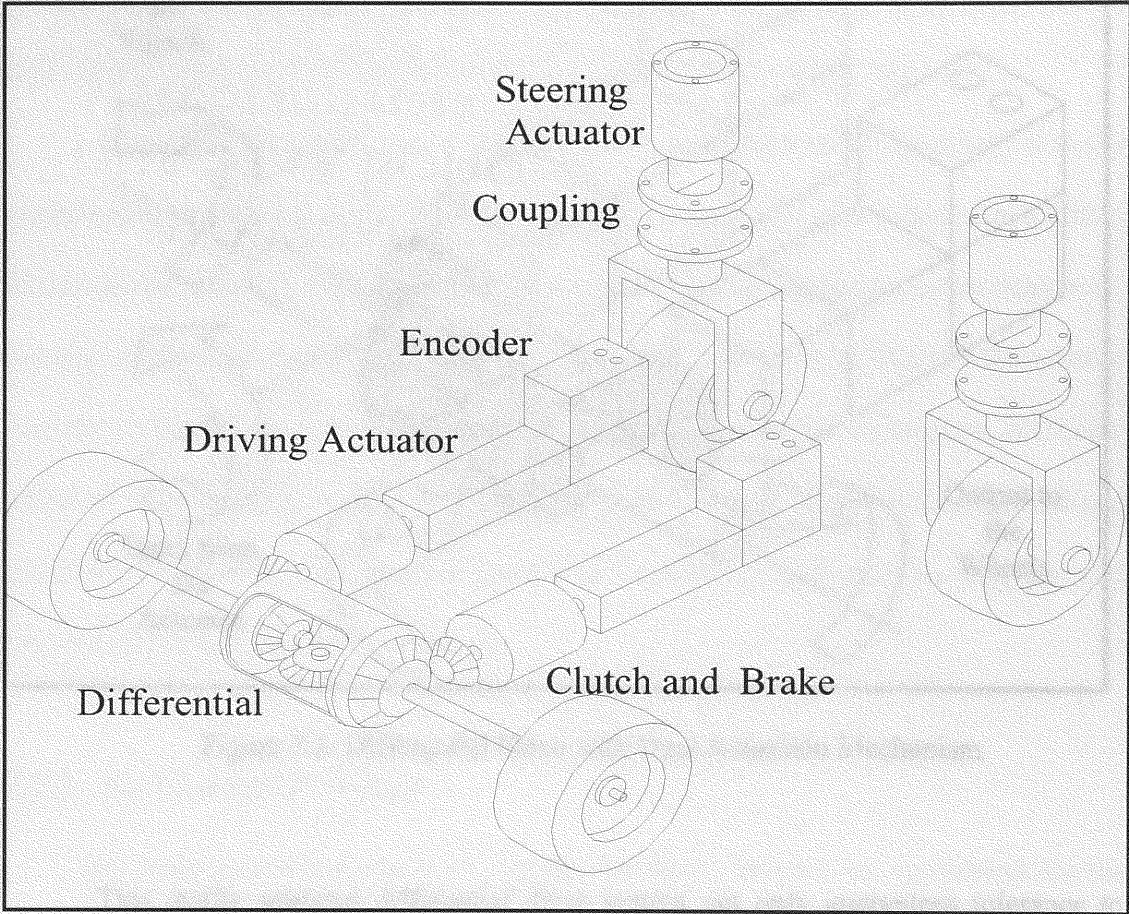 Steering
Actuator
Coupling
Encoder
Driving Actuator
Clutch and Brake
Differential